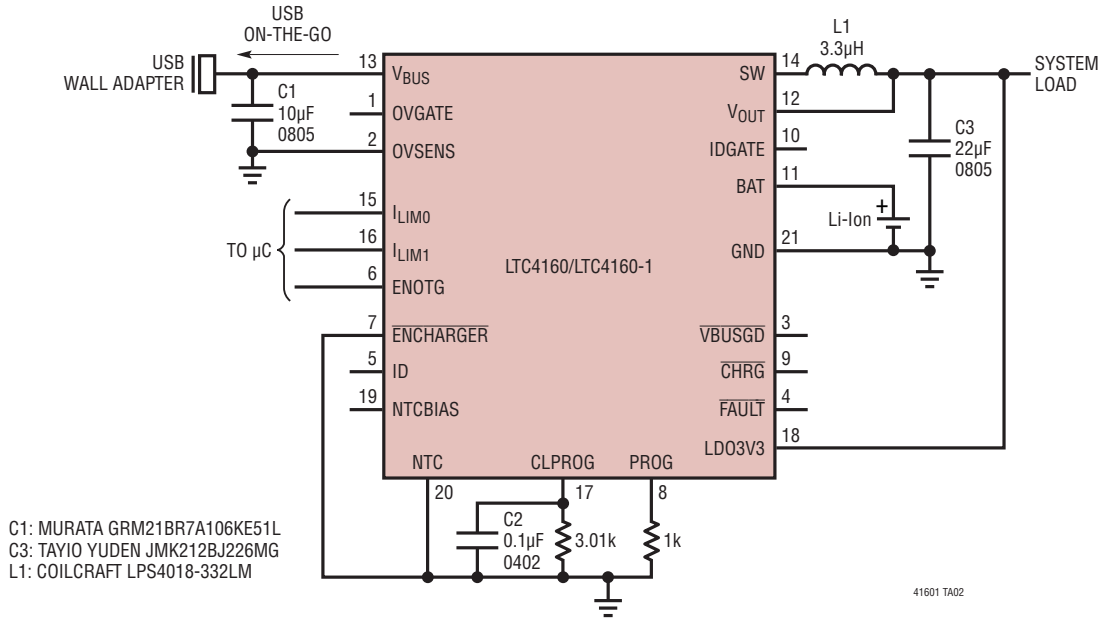 USB
ON-THE-GO
USB
WALL ADAPTER
C1
10µF
0805
13
VBUS
1
OVGATE
2
OVSENS
TO µC
15
ILIM0
16
ILIM1
6
ENOTG
7
ENCHARGER
5
ID
19
NTCBIAS
LTC4160/LTC4160-1
SW
14
L1
3.3µH
SYSTEM
LOAD
VOUT
12
IDGATE
10
BAT
11
C3
22µF
0805
+
Li-Ion
GND
21
VBUSGD
3
CHRG
9
FAULT
4
LDO3V3
18
NTC
20
CLPROG
17
PROG
8
C2
0.1µF
0402
3.01k
1k
C1: MURATA GRM21BR7A106KE51L
C3: TAYIO YUDEN JMK212BJ226MG
L1: COILCRAFT LPS4018-332LM
41601 TA02